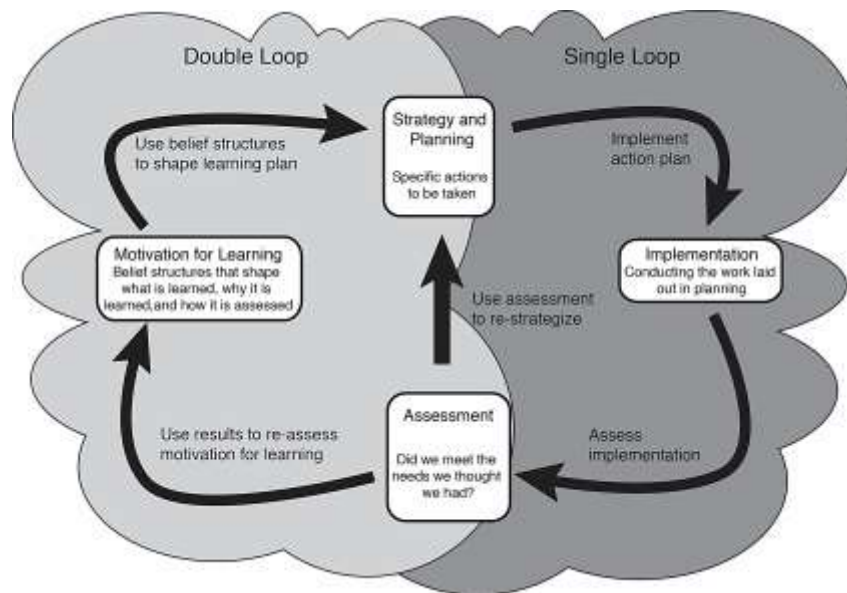 Double Loop
Single Loop
Use belief structures
to shape learning plan
Strategy and
Planning
Specific actions
to be taken
Implement
action plan
Motivation for Learning
Belief structures that shape
what is learned, why it is
learned,and how it is assessed
Implementation
Conducting the work laid
out in planning
Use assessment
to re-strategize
Use results to re-assess
motivation for learning
Assessment
Did we meet the
needs we thought
we had?
Assess
implementation